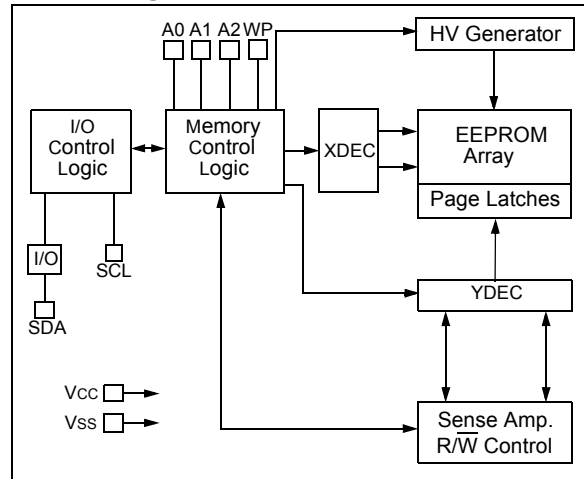 A0 A1 A2 WP
HV Generator
I/O
Control
Logic
Memory
Control
Logic
XDEC
EEPROM
Array
Page Latches
I/O
SCL
SDA
YDEC
Vcc
Vss
Sense Amp.
R/W̅ Control